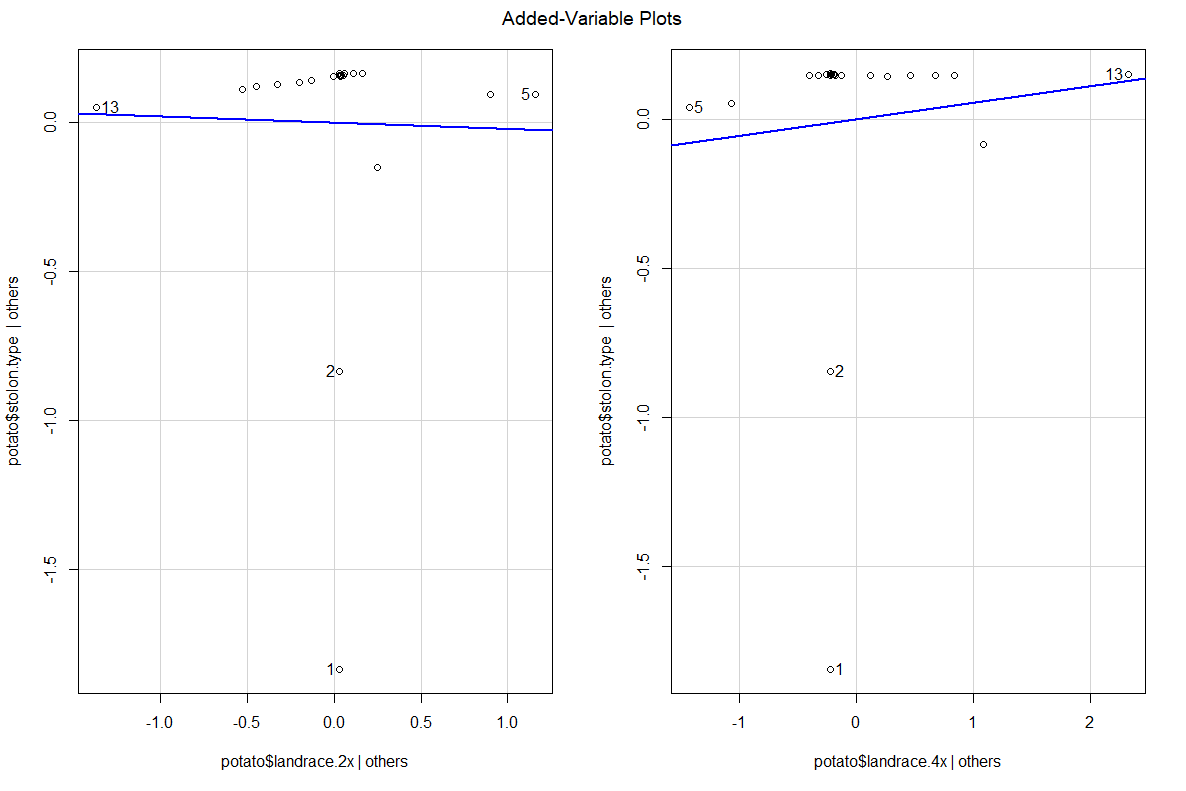 Added-Variable Plots
potato$stolon.type | others
0.0
-0.5
-1.0
-1.5
13
5
2
1
-1.0 -0.5 0.0 0.5 1.0
potato$landrace.2x | others
potato$stolon.type | others
0.0
-0.5
-1.0
-1.5
13
5
2
1
-1 0 1 2
potato$landrace.4x | others